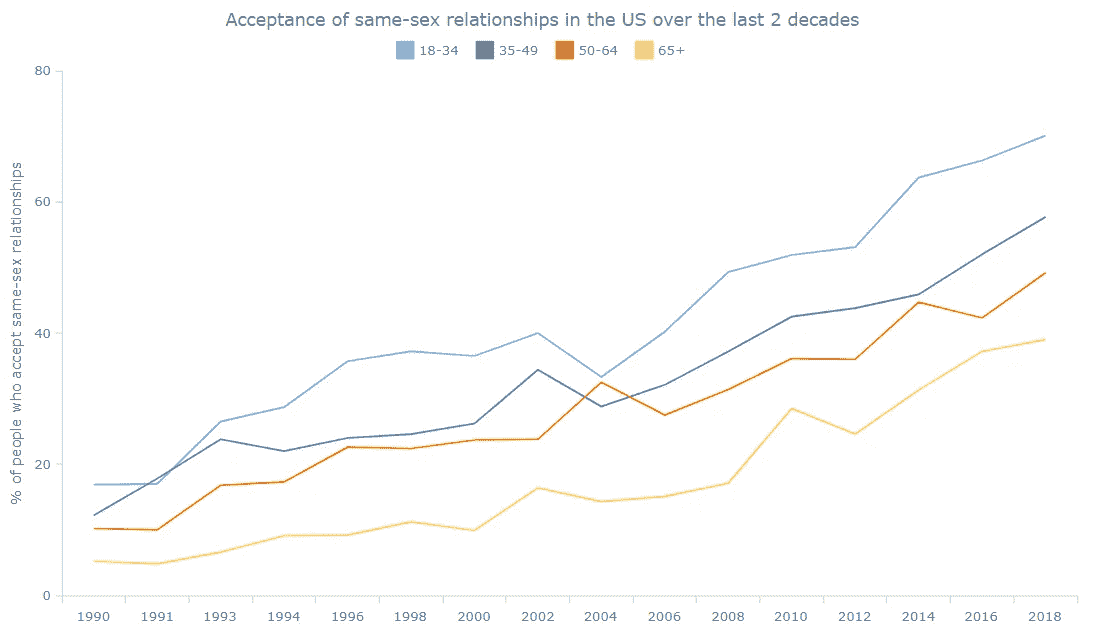 Acceptance of same-sex relationships in the US over the last 2 decades
18-34 35-49 50-64 65+
% of people who accept same-sex relationships
80
60
40
20
0
1990 1991 1993 1994 1996 1998 2000 2002 2004 2006 2008 2010 2012 2014 2016 2018